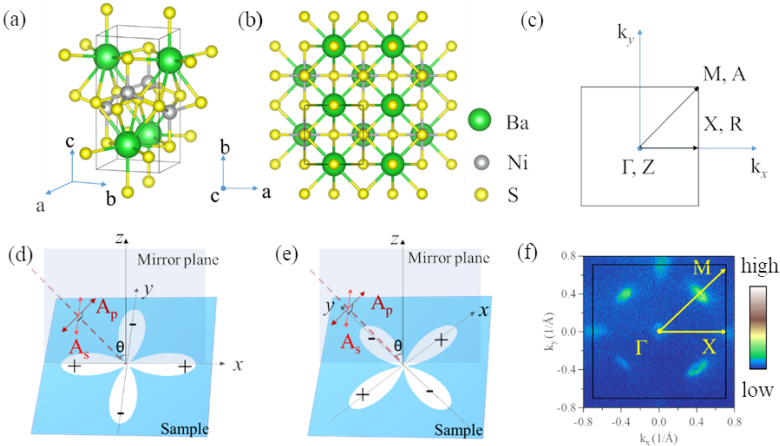 (a)
c
a
b
(b)
b
c
a
Ba
Ni
S
(c)
k_y
M, A
X, R
Γ, Z
k_x
(d)
z
Mirror plane
y
A_p
A_s
θ
-
+
+
-
x
Sample
(e)
z
Mirror plane
x
y
A_p
A_s
θ
-
+
+
-
Sample
(f)
0.8
0.4
0.0
-0.4
-0.8
k_y (1/Å)
M
Γ
X
-0.8
-0.4
0.0
0.4
0.8
k_x (1/Å)
high
low